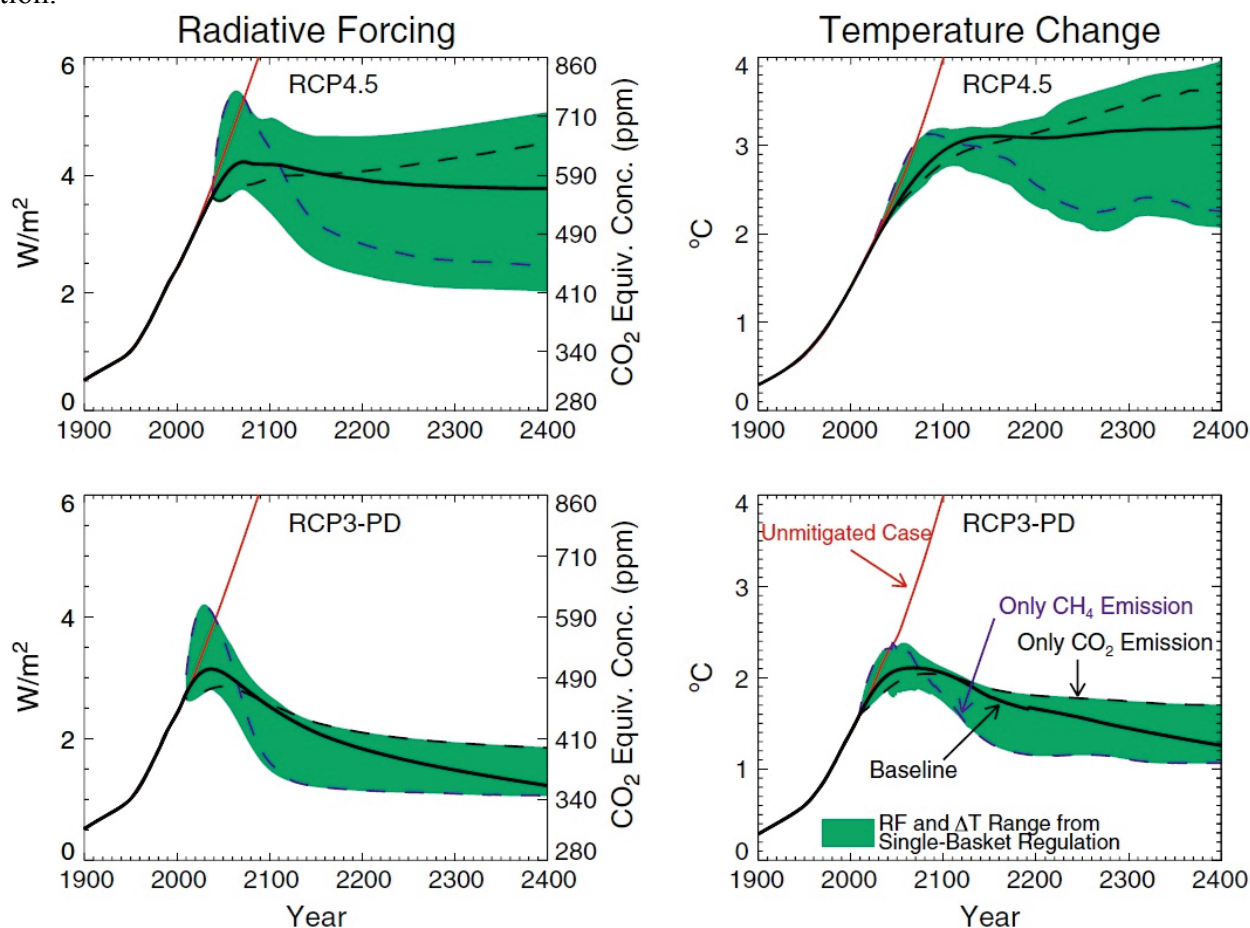 tion.
Radiative Forcing
Temperature Change
6
4
2
0
W/m2
RCP4.5
860
710
590
490
410
340
280
CO2 Equiv. Conc. (ppm)
1900 2000 2100 2200 2300 2400
4
3
2
1
0
°C
RCP4.5
1900 2000 2100 2200 2300 2400
6
4
2
0
W/m2
RCP3-PD
860
710
590
490
410
340
280
CO2 Equiv. Conc. (ppm)
1900 2000 2100 2200 2300 2400
Year
4
3
2
1
0
°C
RCP3-PD
Unmitigated Case
Only CH4 Emission
Only CO2 Emission
Baseline
RF and ΔT Range from
Single-Basket Regulation
1900 2000 2100 2200 2300 2400
Year